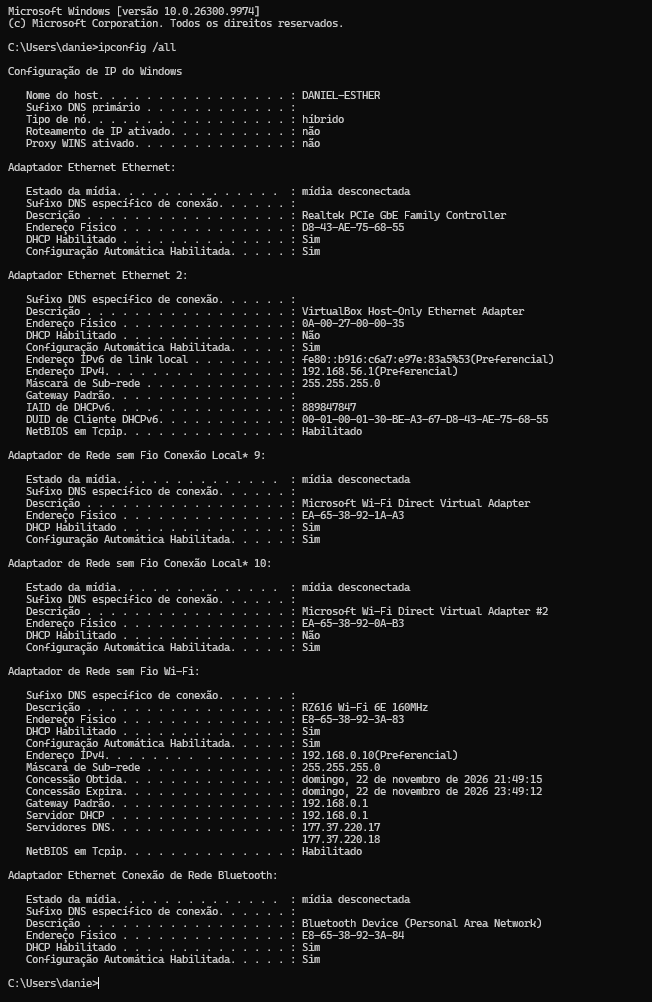 Microsoft Windows [versão 10.0.26300.9974]
(c) Microsoft Corporation. Todos os direitos reservados.

C:\Users\danie>ipconfig /all

Configuração de IP do Windows

   Nome do host. . . . . . . . . . . . . . . . : DANIEL-ESTHER
   Sufixo DNS primário . . . . . . . . . . . . :
   Tipo de nó. . . . . . . . . . . . . . . . . : híbrido
   Roteamento de IP ativado. . . . . . . . . . : não
   Proxy WINS ativado. . . . . . . . . . . . . : não

Adaptador Ethernet Ethernet:

   Estado da mídia. . . . . . . . . . . . . .  : mídia desconectada
   Sufixo DNS específico de conexão. . . . . . :
   Descrição . . . . . . . . . . . . . . . . . : Realtek PCIe GbE Family Controller
   Endereço Físico . . . . . . . . . . . . . . : D8-43-AE-75-68-55
   DHCP Habilitado . . . . . . . . . . . . . . : Sim
   Configuração Automática Habilitada. . . . . : Sim

Adaptador Ethernet Ethernet 2:

   Sufixo DNS específico de conexão. . . . . . :
   Descrição . . . . . . . . . . . . . . . . . : VirtualBox Host-Only Ethernet Adapter
   Endereço Físico . . . . . . . . . . . . . . : 0A-00-27-00-00-35
   DHCP Habilitado . . . . . . . . . . . . . . : Não
   Configuração Automática Habilitada. . . . . : Sim
   Endereço IPv6 de link local . . . . . . . . : fe80::b916:c6a7:e97e:83a5%53(Preferencial)
   Endereço IPv4. . . . . . . .  . . . . . . . : 192.168.56.1(Preferencial)
   Máscara de Sub-rede . . . . . . . . . . . . : 255.255.255.0
   Gateway Padrão. . . . . . . . . . . . . . . :
   IAID de DHCPv6. . . . . . . . . . . . . . . : 889847847
   DUID de Cliente DHCPv6. . . . . . . . . . . : 00-01-00-01-30-BE-A3-67-D8-43-AE-75-68-55
   NetBIOS em Tcpip. . . . . . . . . . . . . . : Habilitado

Adaptador de Rede sem Fio Conexão Local* 9:

   Estado da mídia. . . . . . . . . . . . . .  : mídia desconectada
   Sufixo DNS específico de conexão. . . . . . :
   Descrição . . . . . . . . . . . . . . . . . : Microsoft Wi-Fi Direct Virtual Adapter
   Endereço Físico . . . . . . . . . . . . . . : EA-65-38-92-1A-A3
   DHCP Habilitado . . . . . . . . . . . . . . : Sim
   Configuração Automática Habilitada. . . . . : Sim

Adaptador de Rede sem Fio Conexão Local* 10:

   Estado da mídia. . . . . . . . . . . . . .  : mídia desconectada
   Sufixo DNS específico de conexão. . . . . . :
   Descrição . . . . . . . . . . . . . . . . . : Microsoft Wi-Fi Direct Virtual Adapter #2
   Endereço Físico . . . . . . . . . . . . . . : EA-65-38-92-0A-B3
   DHCP Habilitado . . . . . . . . . . . . . . : Não
   Configuração Automática Habilitada. . . . . : Sim

Adaptador de Rede sem Fio Wi-Fi:

   Sufixo DNS específico de conexão. . . . . . :
   Descrição . . . . . . . . . . . . . . . . . : RZ616 Wi-Fi 6E 160MHz
   Endereço Físico . . . . . . . . . . . . . . : E8-65-38-92-3A-83
   DHCP Habilitado . . . . . . . . . . . . . . : Sim
   Configuração Automática Habilitada. . . . . : Sim
   Endereço IPv4. . . . . . . .  . . . . . . . : 192.168.0.10(Preferencial)
   Máscara de Sub-rede . . . . . . . . . . . . : 255.255.255.0
   Concessão Obtida. . . . . . . . . . . . . . : domingo, 22 de novembro de 2026 21:49:15
   Concessão Expira. . . . . . . . . . . . . . : domingo, 22 de novembro de 2026 23:49:12
   Gateway Padrão. . . . . . . . . . . . . . . : 192.168.0.1
   Servidor DHCP . . . . . . . . . . . . . . . : 192.168.0.1
   Servidores DNS. . . . . . . . . . . . . . . : 177.37.220.17
                                                 177.37.220.18
   NetBIOS em Tcpip. . . . . . . . . . . . . . : Habilitado

Adaptador Ethernet Conexão de Rede Bluetooth:

   Estado da mídia. . . . . . . . . . . . . .  : mídia desconectada
   Sufixo DNS específico de conexão. . . . . . :
   Descrição . . . . . . . . . . . . . . . . . : Bluetooth Device (Personal Area Network)
   Endereço Físico . . . . . . . . . . . . . . : E8-65-38-92-3A-84
   DHCP Habilitado . . . . . . . . . . . . . . : Sim
   Configuração Automática Habilitada. . . . . : Sim

C:\Users\danie>